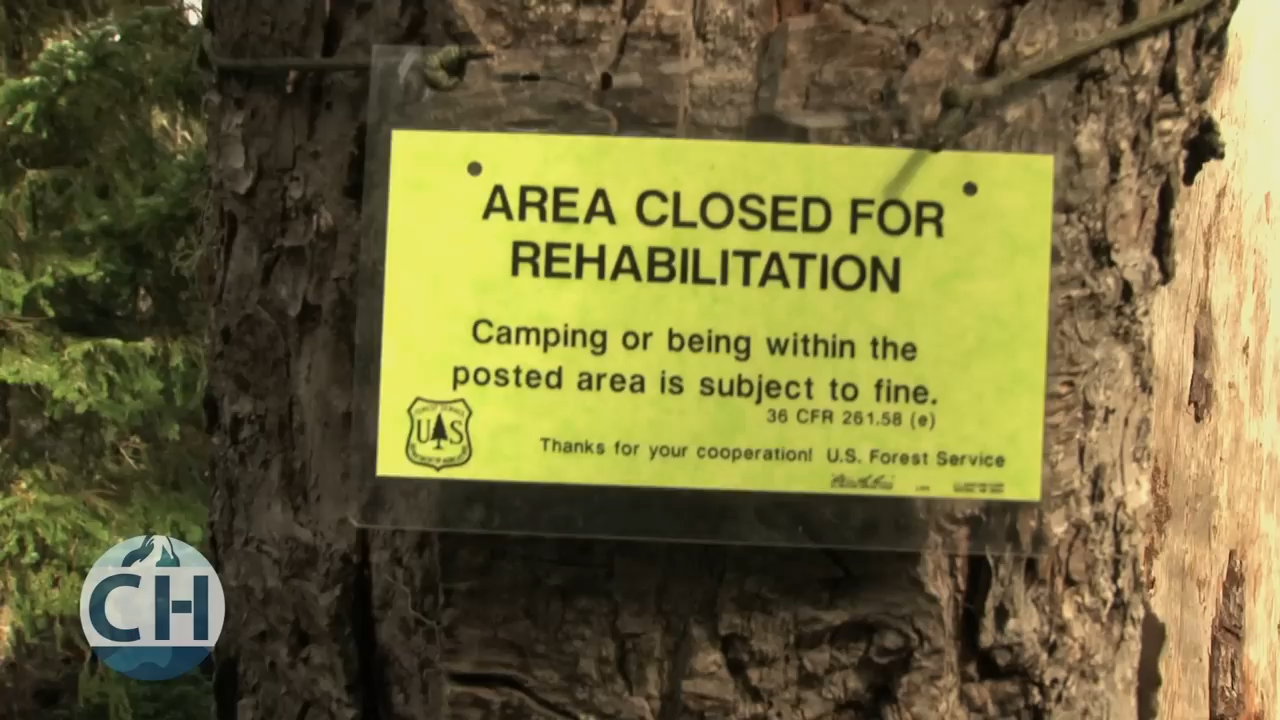 AREA CLOSED FOR
REHABILITATION
Camping or being within the
posted area is subject to fine.
36 CFR 261.58 (e)
US
Thanks for your cooperation! U.S. Forest Service
CH